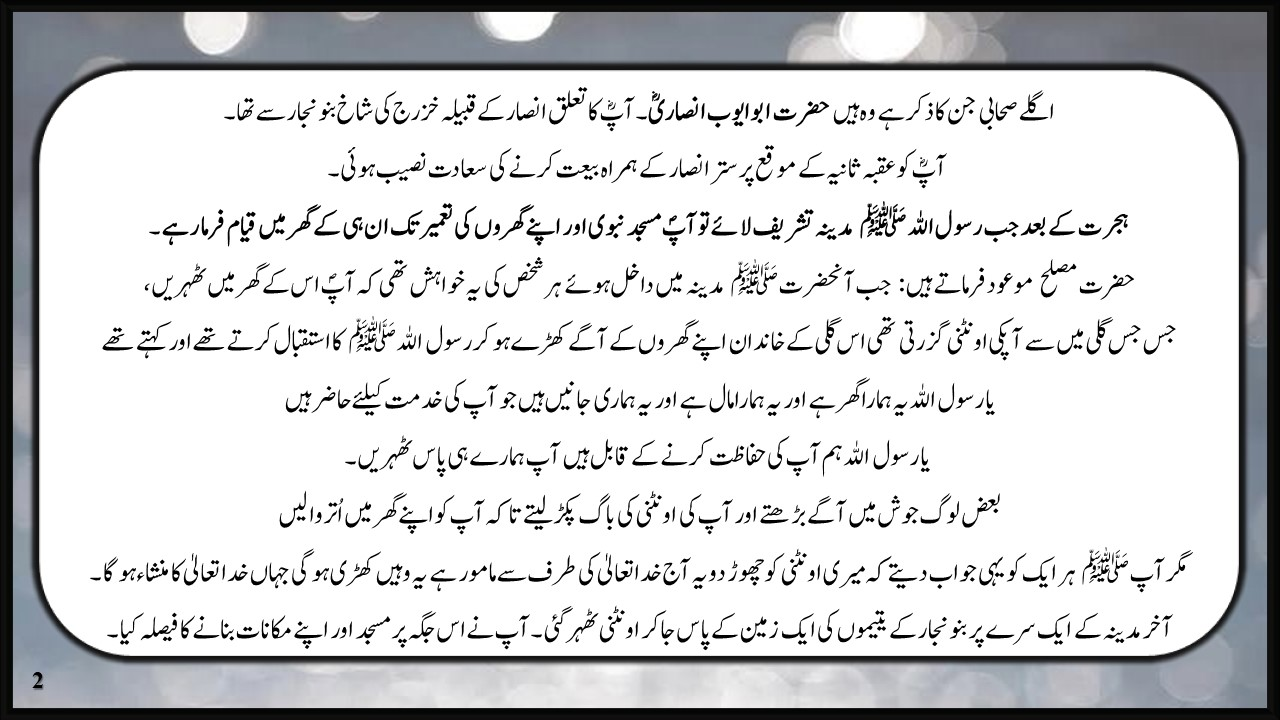 اگلے صحابی جن کا ذکر ہے وہ ہیں حضرت ابو ایوب انصاریؓ۔ آپؓ کا تعلق انصار کے قبیلہ خزرج کی شاخ بنو نجار سے تھا۔
آپؓ کو عقبہ ثانیہ کے موقع پر ستر انصار کے ہمراہ بیعت کرنے کی سعادت نصیب ہوئی۔
ہجرت کے بعد جب رسول اللہ ﷺ مدینہ تشریف لائے تو آپؐ مسجد نبوی اور اپنے گھروں کی تعمیر تک ان ہی کے گھر میں قیام فرما رہے۔
حضرت مصلح موعود فرماتے ہیں: جب آنحضرت ﷺ مدینہ میں داخل ہوئے ہر شخص کی یہ خواہش تھی کہ آپؐ اس کے گھر میں ٹھہریں،
جس جس گلی میں سے آپکی اونٹنی گزرتی تھی اس گلی کے خاندان اپنے گھروں کے آگے کھڑے ہو کر رسول اللہ ﷺ کا استقبال کرتے تھے اور کہتے تھے
یا رسول اللہ یہ ہمارا گھر ہے اور یہ ہمارا مال ہے اور یہ ہماری جانیں ہیں جو آپ کی خدمت کیلئے حاضر ہیں
یا رسول اللہ ہم آپ کی حفاظت کرنے کے قابل ہیں آپ ہمارے ہی پاس ٹھہریں۔
بعض لوگ جوش میں آگے بڑھتے اور آپ کی اونٹنی کی باگ پکڑ لیتے تا کہ آپ کو اپنے گھر میں اُتروا لیں
مگر آپ ﷺ ہر ایک کو یہی جواب دیتے کہ میری اونٹنی کو چھوڑ دو یہ آج خدا تعالیٰ کی طرف سے مامور ہے یہ وہیں کھڑی ہو گی جہاں خدا تعالیٰ کا منشاء ہو گا۔
آخر مدینہ کے ایک سرے پر بنو نجار کے یتیموں کی ایک زمین کے پاس جا کر اونٹنی ٹھہر گئی۔ آپ نے اس جگہ پر مسجد اور اپنے مکانات بنانے کا فیصلہ کیا۔
2